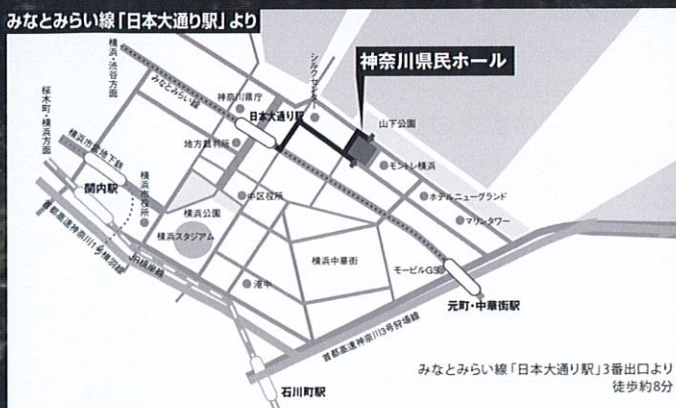 みなとみらい線「日本大通り駅」より
神奈川県民ホール
横浜・渋谷方面
みなとみらい線
シルクセンター
神奈川県庁
日本大通り駅
山下公園
桜木町・横浜方面
地方裁判所
モントレ横浜
横浜市営地下鉄
関内駅
横浜市役所
中区役所
ホテルニューグランド
横浜公園
マリンタワー
横浜スタジアム
首都高速神奈川1号横羽線
JR根岸線
横浜中華街
モービルGS
港中
元町・中華街駅
首都高速神奈川3号狩場線
石川町駅
みなとみらい線「日本大通り駅」3番出口より
徒歩約8分